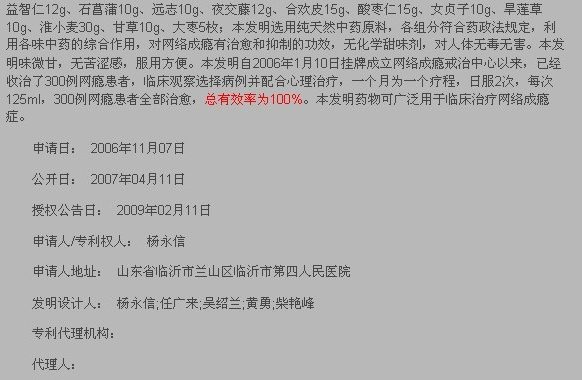 益智仁12g、石菖蒲10g、远志10g、夜交藤12g、合欢皮15g、酸枣仁15g、女贞子10g、旱莲草
10g、淮小麦30g、甘草10g、大枣5枚；本发明选用纯天然中药原料，各组分符合药政法规定，利
用各味中药的综合作用，对网络成瘾有治愈和抑制的功效，无化学甜味剂，对人体无毒无害。本发
明味微甘，无苦涩感，服用方便。本发明自2006年1月10日挂牌成立网络成瘾戒治中心以来，已经
收治了300例网瘾患者，临床观察选择病例并配合心理治疗，一个月为一个疗程，日服2次，每次
125ml，300例网瘾患者全部治愈，总有效率为100%。本发明药物可广泛用于临床治疗网络成瘾
症。
申请日： 2006年11月07日
公开日： 2007年04月11日
授权公告日： 2009年02月11日
申请人/专利权人： 杨永信
申请人地址： 山东省临沂市兰山区临沂市第四人民医院
发明设计人： 杨永信;任广来;吴绍兰;黄勇;柴艳峰
专利代理机构：
代理人：